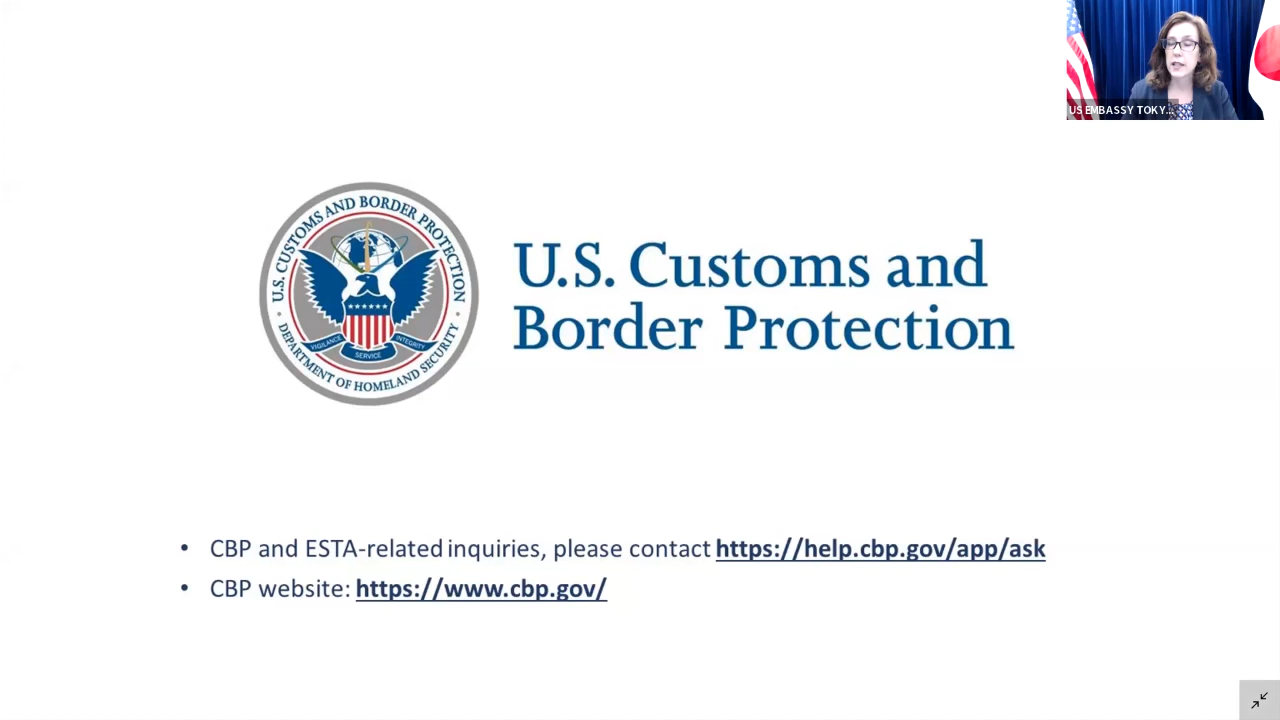 US EMBASSY TOKY...
U.S. CUSTOMS AND BORDER PROTECTION
DEPARTMENT OF HOMELAND SECURITY
VIGILANCE
SERVICE
INTEGRITY
U.S. Customs and
Border Protection
• CBP and ESTA-related inquiries, please contact https://help.cbp.gov/app/ask
• CBP website: https://www.cbp.gov/